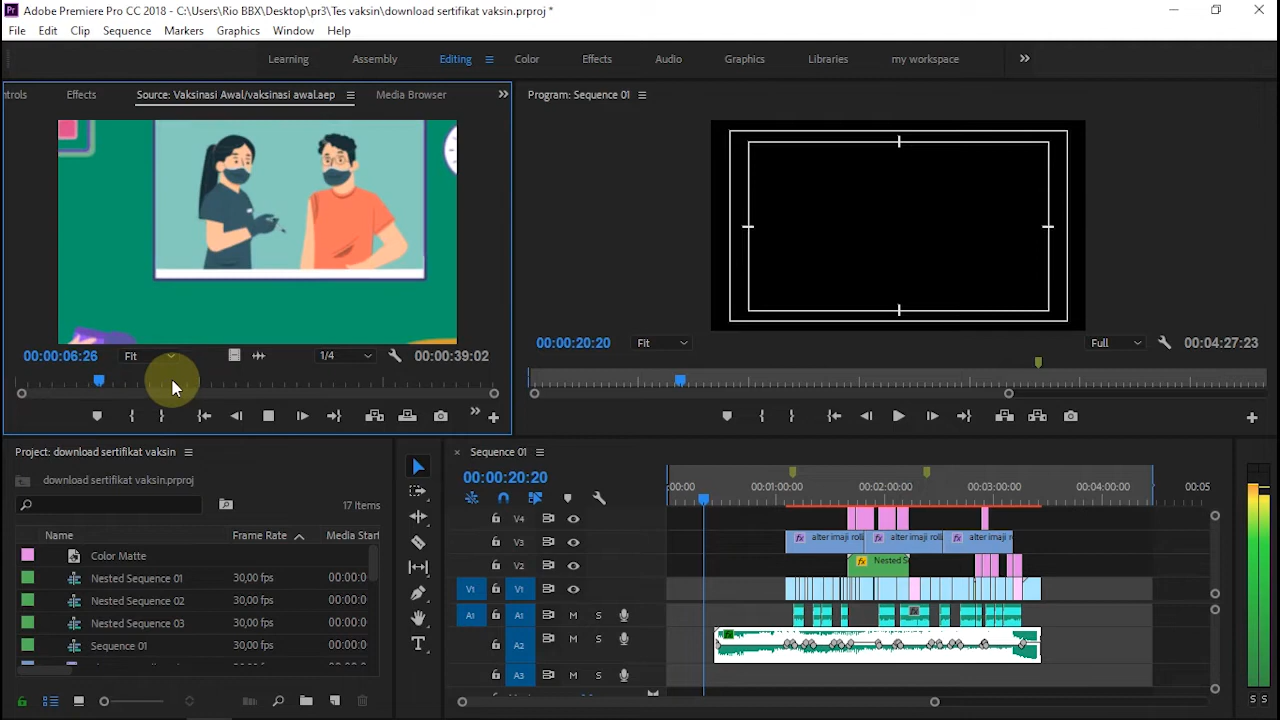 Pr Adobe Premiere Pro CC 2018 - C:\Users\Rio BBX\Desktop\pr3\Tes vaksin\download sertifikat vaksin.prproj *
File Edit Clip Sequence Markers Graphics Window Help
Learning Assembly Editing Color Effects Audio Graphics Libraries my workspace
ntrols Effects Source: Vaksinasi Awal/vaksinasi awal.aep Media Browser
Program: Sequence 01
00:00:06:26 Fit 1/4 00:00:39:02
00:00:20:20 Fit Full 00:04:27:23
Project: download sertifikat vaksin
download sertifikat vaksin.prproj
17 Items
Name Frame Rate Media Start
Color Matte
Nested Sequence 01 30,00 fps 00:00:0
Nested Sequence 02 30,00 fps 00:00:0
Nested Sequence 03 30,00 fps 00:00:0
Sequence 01 30,00 fps 00:00:0
Sequence 01
00:00:20:20
:00:00 00:01:00:00 00:02:00:00 00:03:00:00 00:04:00:00 00:05
V4
V3 fx alter imaji roll fx alter imaji roll fx alter imaji r
V2 fx Nested S
V1 V1
A1 A1 M S fx
A2 M S fx
A3 M S
S S